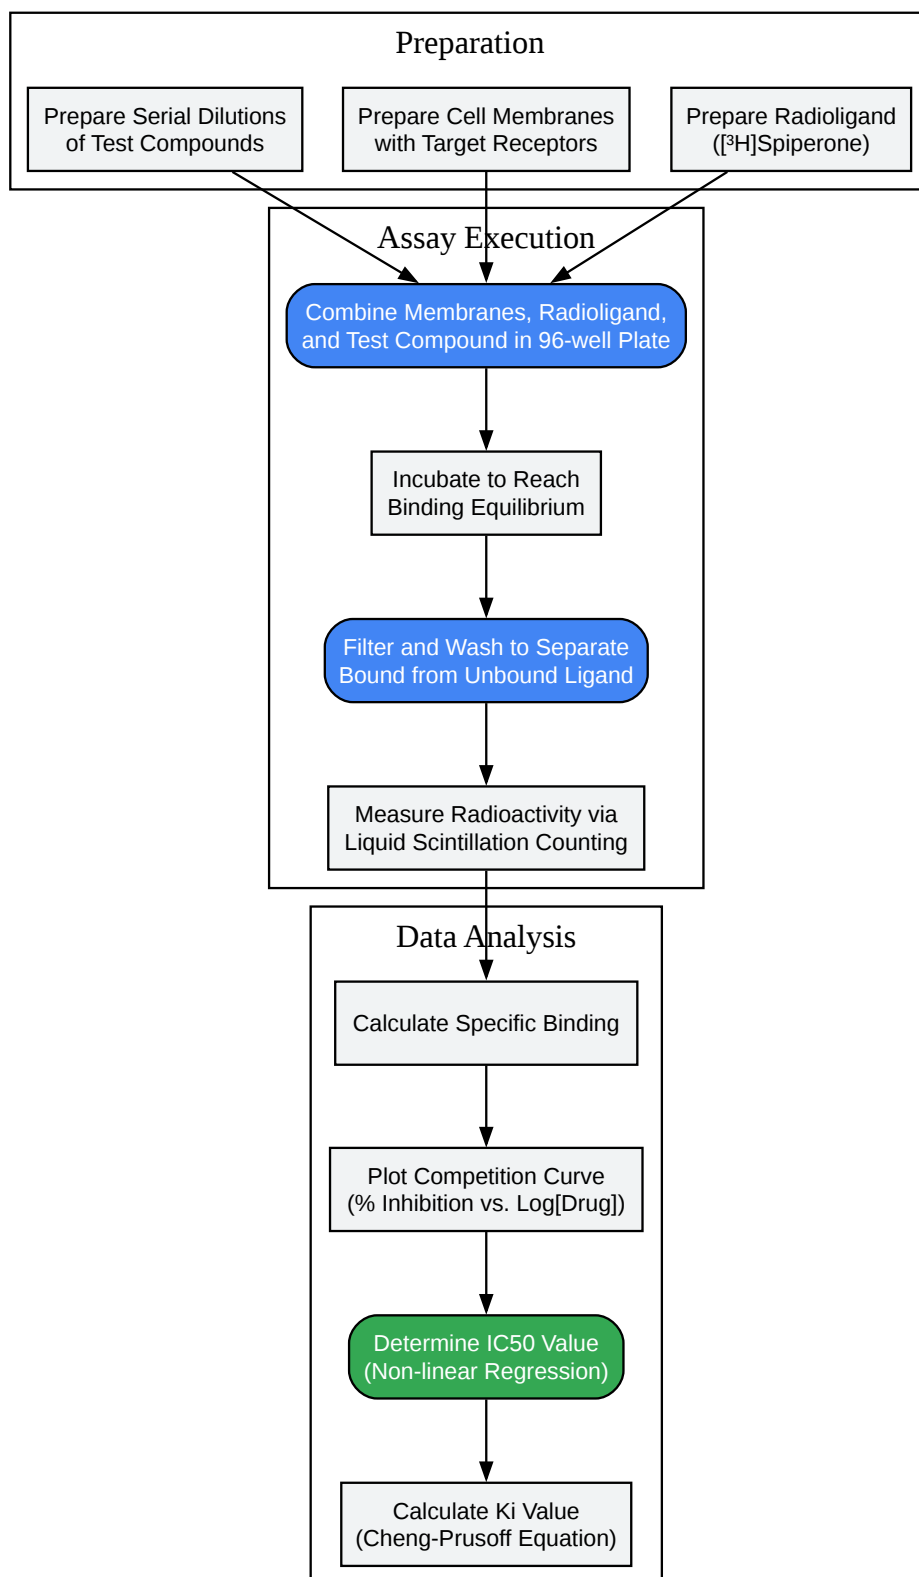 Preparation
Prepare Serial Dilutions
of Test Compounds
Prepare Cell Membranes
with Target Receptors
Prepare Radioligand
([³H]Spiperone)
Assay Execution
Combine Membranes, Radioligand,
and Test Compound in 96-well Plate
Incubate to Reach
Binding Equilibrium
Filter and Wash to Separate
Bound from Unbound Ligand
Measure Radioactivity via
Liquid Scintillation Counting
Data Analysis
Calculate Specific Binding
Plot Competition Curve
(% Inhibition vs. Log[Drug])
Determine IC50 Value
(Non-linear Regression)
Calculate Ki Value
(Cheng-Prusoff Equation)